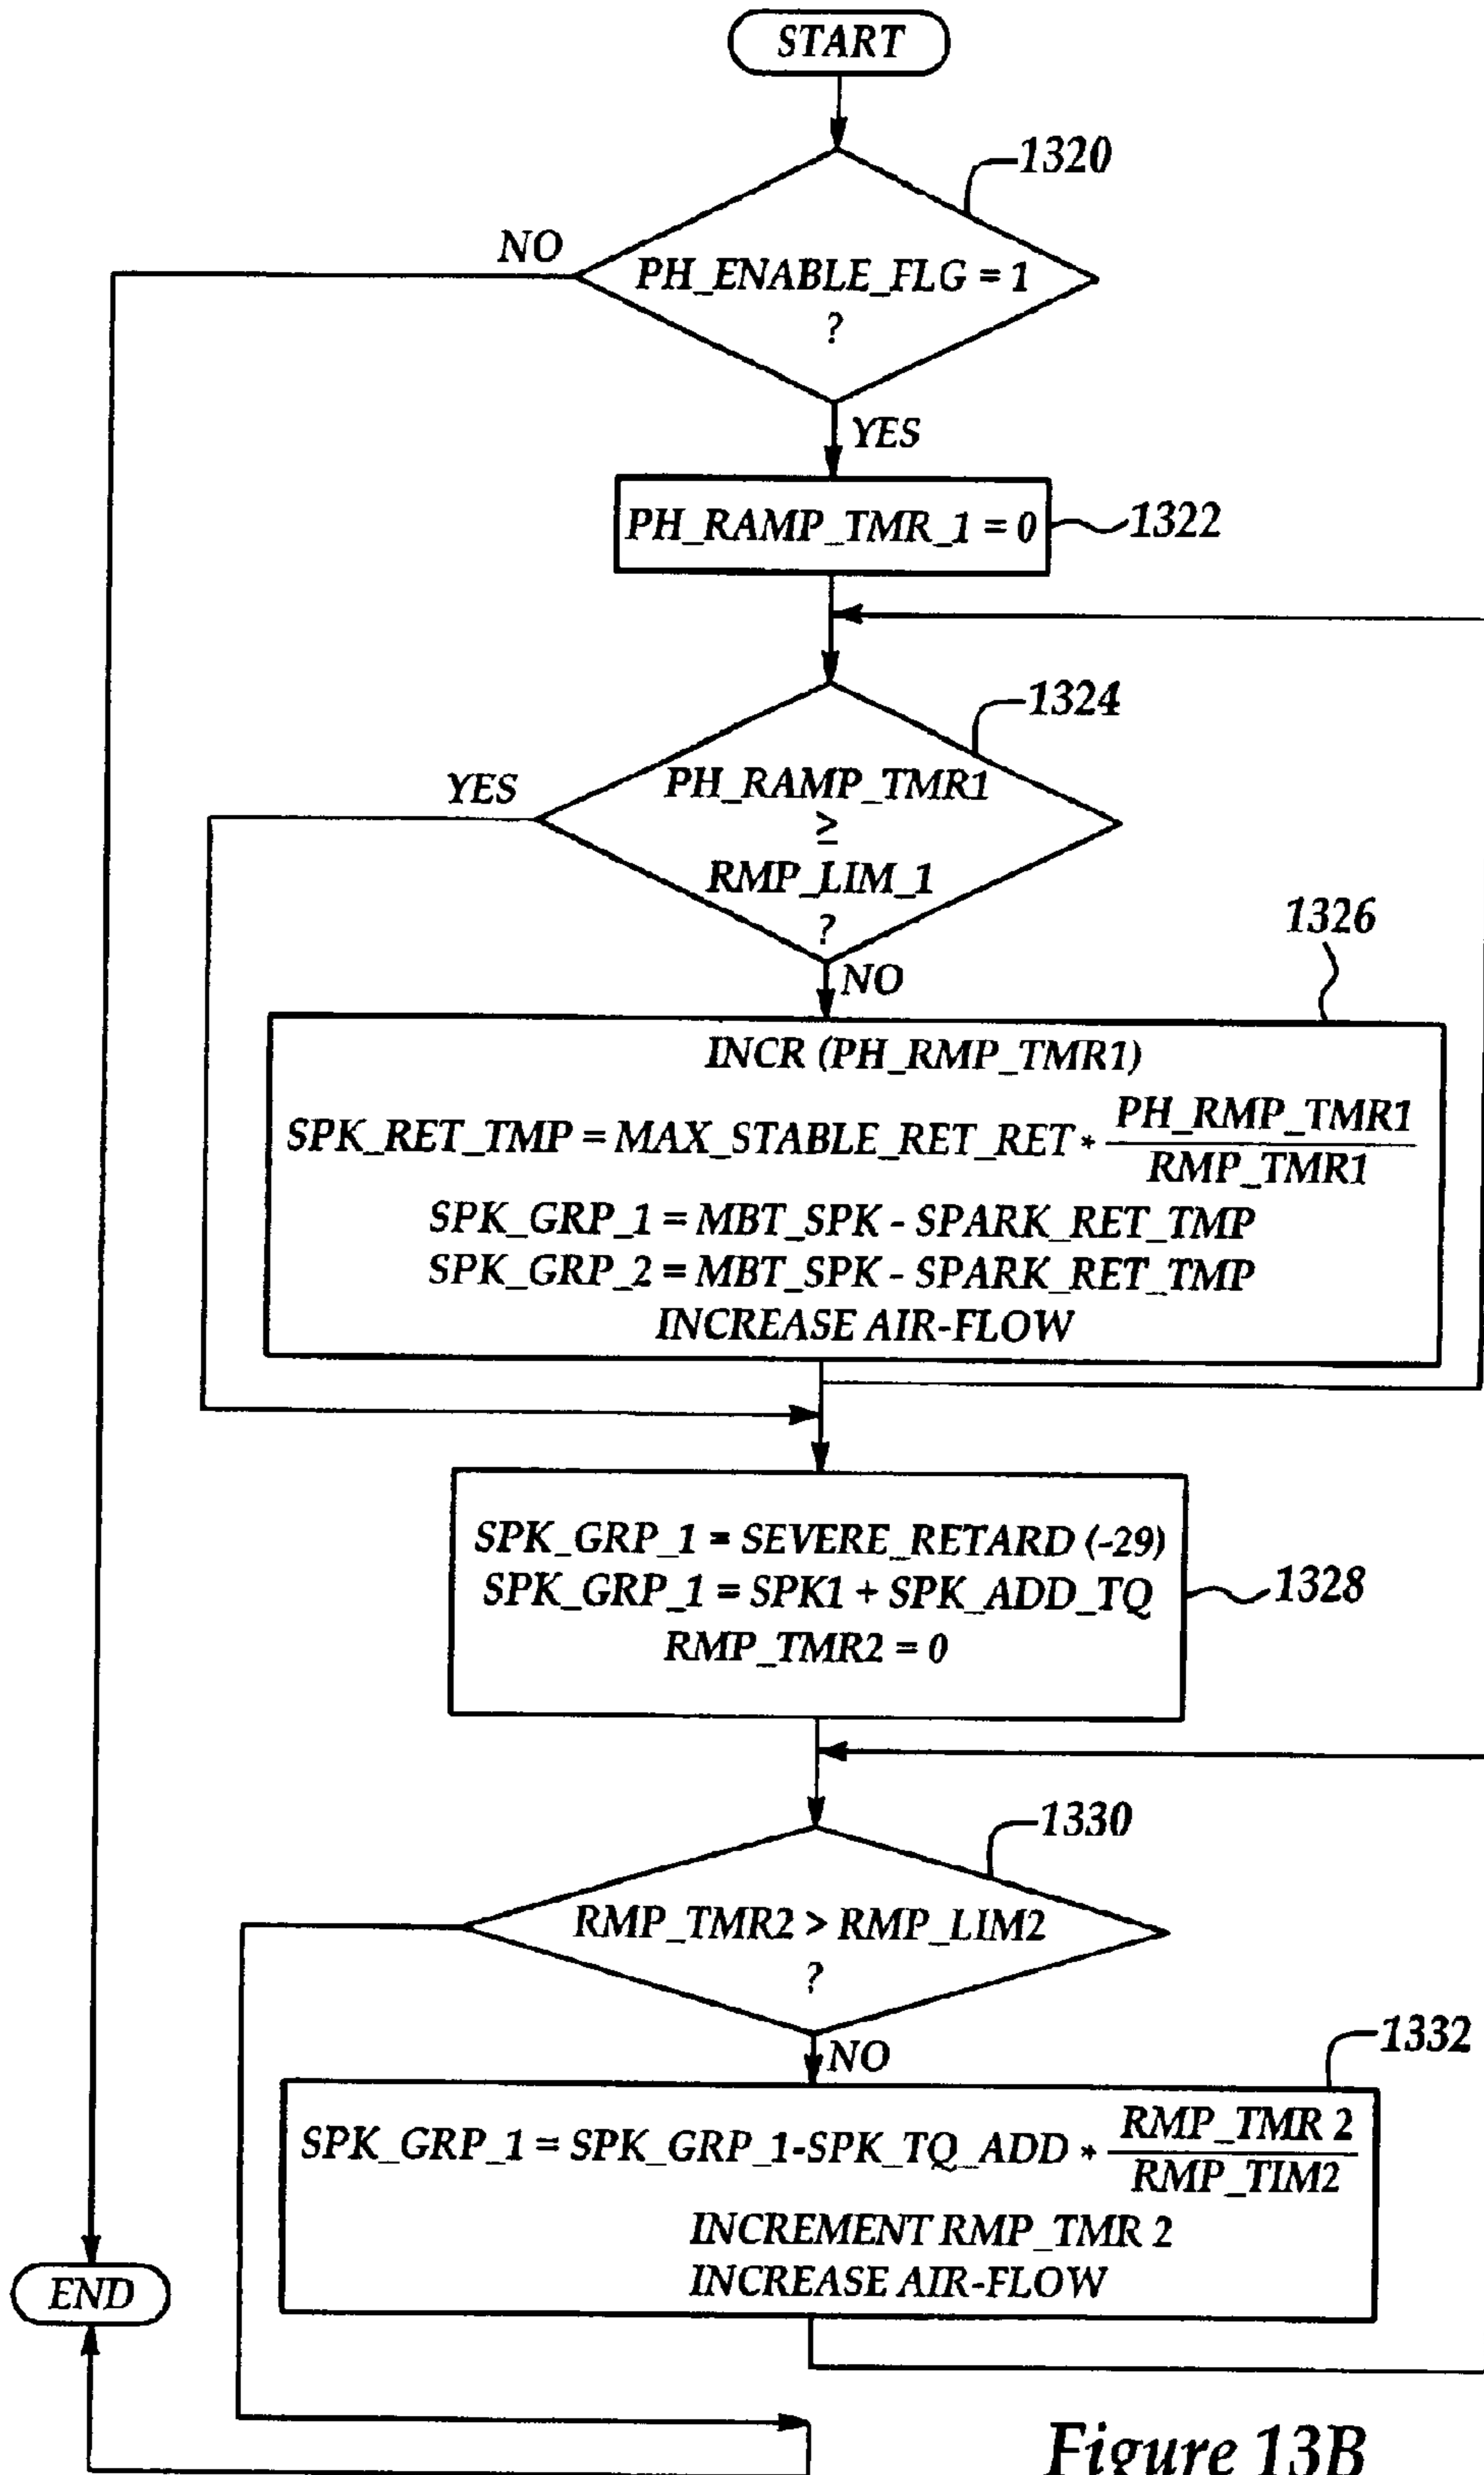 START
1320
NO
PH_ENABLE_FLG = 1
?
YES
PH_RAMP_TMR_1 = 0
1322
1324
YES
PH_RAMP_TMR1
≥
RMP_LIM_1
?
1326
NO
INCR (PH_RMP_TMR1)
SPK_RET_TMP = MAX_STABLE_RET_RET * PH_RMP_TMR1
RMP_TMR1
SPK_GRP_1 = MBT_SPK - SPARK_RET_TMP
SPK_GRP_2 = MBT_SPK - SPARK_RET_TMP
INCREASE AIR-FLOW
SPK_GRP_1 = SEVERE_RETARD (-29)
SPK_GRP_1 = SPK1 + SPK_ADD_TQ
1328
RMP_TMR2 = 0
1330
RMP_TMR2 > RMP_LIM2
?
1332
NO
SPK_GRP_1 = SPK_GRP_1-SPK_TQ_ADD * RMP_TMR 2
RMP_TIM2
INCREMENT RMP_TMR 2
INCREASE AIR-FLOW
END
Figure 13B